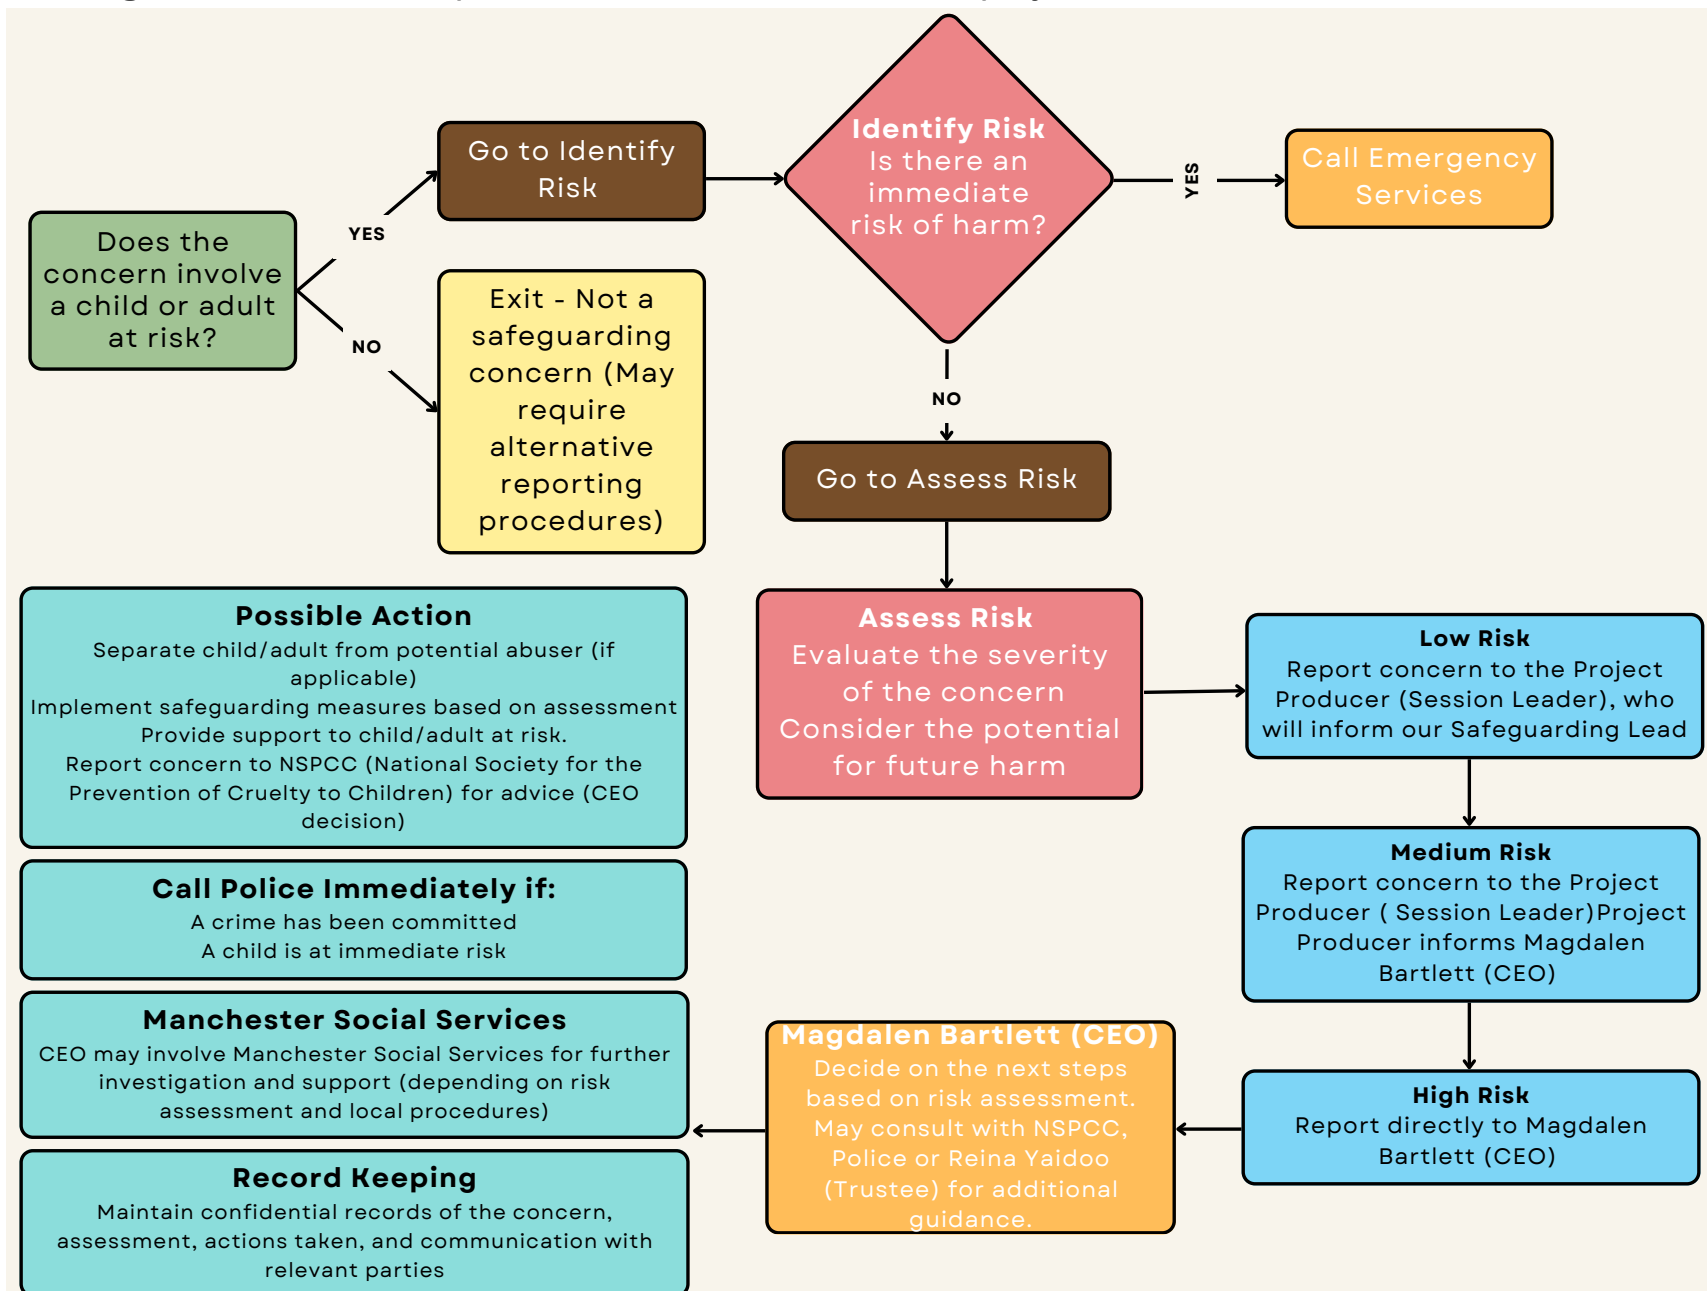 Does the
concern involve
a child or adult
at risk?
YES
NO
Go to Identify
Risk
Exit - Not a
safeguarding
concern (May
require
alternative
reporting
procedures)
Identify Risk
Is there an
immediate
risk of harm?
YES
Call Emergency
Services
NO
Go to Assess Risk
Assess Risk
Evaluate the severity
of the concern
Consider the potential
for future harm
Low Risk
Report concern to the Project
Producer (Session Leader), who
will inform our Safeguarding Lead
Medium Risk
Report concern to the Project
Producer ( Session Leader)Project
Producer informs Magdalen
Bartlett (CEO)
High Risk
Report directly to Magdalen
Bartlett (CEO)
Magdalen Bartlett (CEO)
Decide on the next steps
based on risk assessment.
May consult with NSPCC,
Police or Reina Yaidoo
(Trustee) for additional
guidance.
Possible Action
Separate child/adult from potential abuser (if
applicable)
Implement safeguarding measures based on assessment
Provide support to child/adult at risk.
Report concern to NSPCC (National Society for the
Prevention of Cruelty to Children) for advice (CEO
decision)
Call Police Immediately if:
A crime has been committed
A child is at immediate risk
Manchester Social Services
CEO may involve Manchester Social Services for further
investigation and support (depending on risk
assessment and local procedures)
Record Keeping
Maintain confidential records of the concern,
assessment, actions taken, and communication with
relevant parties